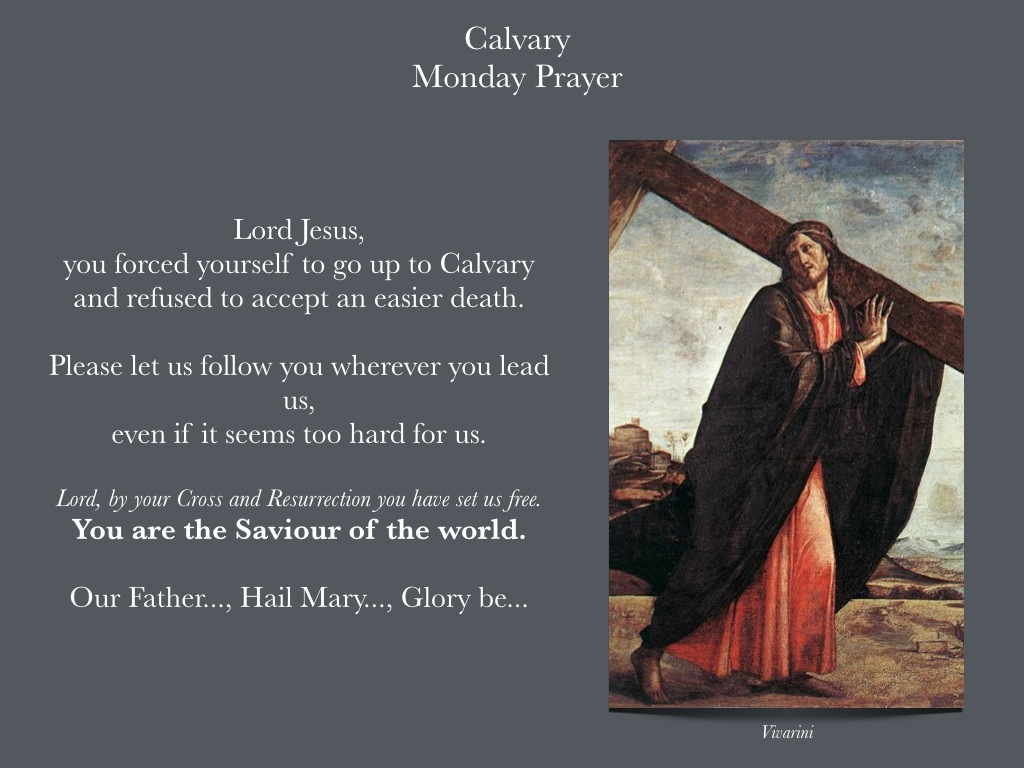 Calvary
Monday Prayer
Lord Jesus,
you forced yourself to go up to Calvary
and refused to accept an easier death.
Please let us follow you wherever you lead
us,
even if it seems too hard for us.
Lord, by your Cross and Resurrection you have set us free.
You are the Saviour of the world.
Our Father..., Hail Mary..., Glory be...
Vivarini